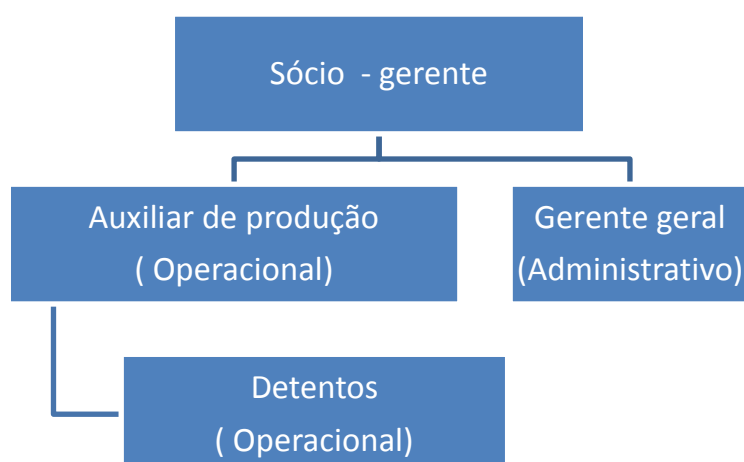 Sócio - gerente
Auxiliar de produção
( Operacional)
Gerente geral
(Administrativo)
Detentos
( Operacional)